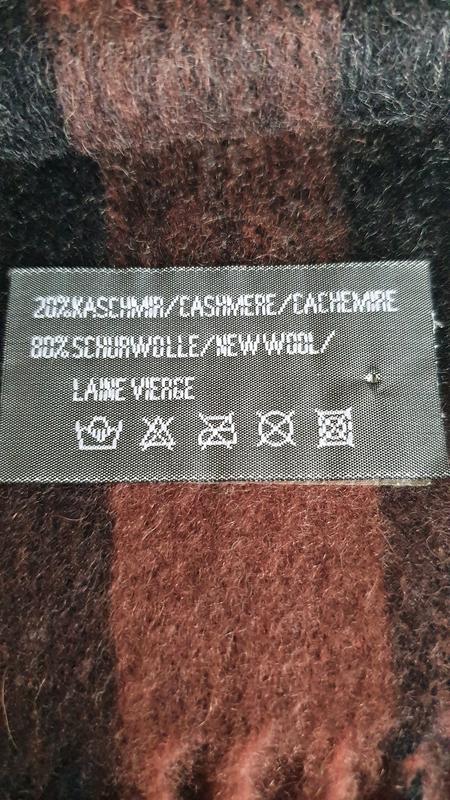 20%KASCHMIR/CASHMERE/CACHEMIRE
80%SCHURWOLLE/NEW WOOL/
LAINE VIERGE